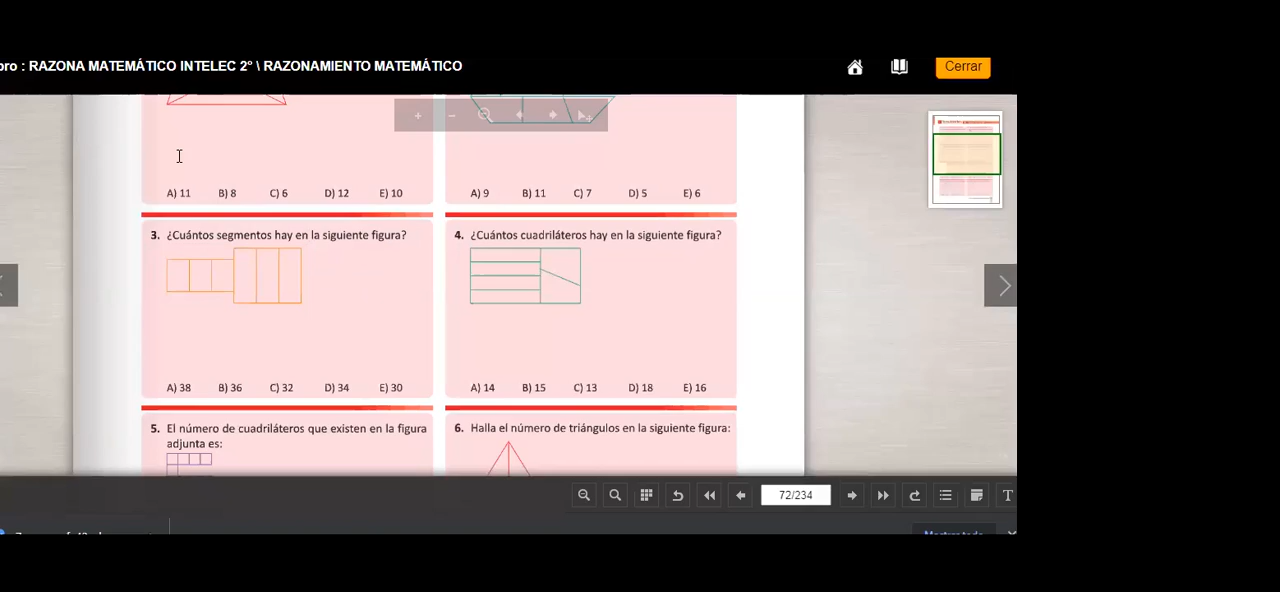 bro : RAZONA MATEMÁTICO INTELEC 2° \ RAZONAMIENTO MATEMÁTICO
Cerrar
A) 11 B) 8 C) 6 D) 12 E) 10
A) 9 B) 11 C) 7 D) 5 E) 6
3. ¿Cuántos segmentos hay en la siguiente figura?
A) 38 B) 36 C) 32 D) 34 E) 30
4. ¿Cuántos cuadriláteros hay en la siguiente figura?
A) 14 B) 15 C) 13 D) 18 E) 16
5. El número de cuadriláteros que existen en la figura
adjunta es:
6. Halla el número de triángulos en la siguiente figura:
72/234
T